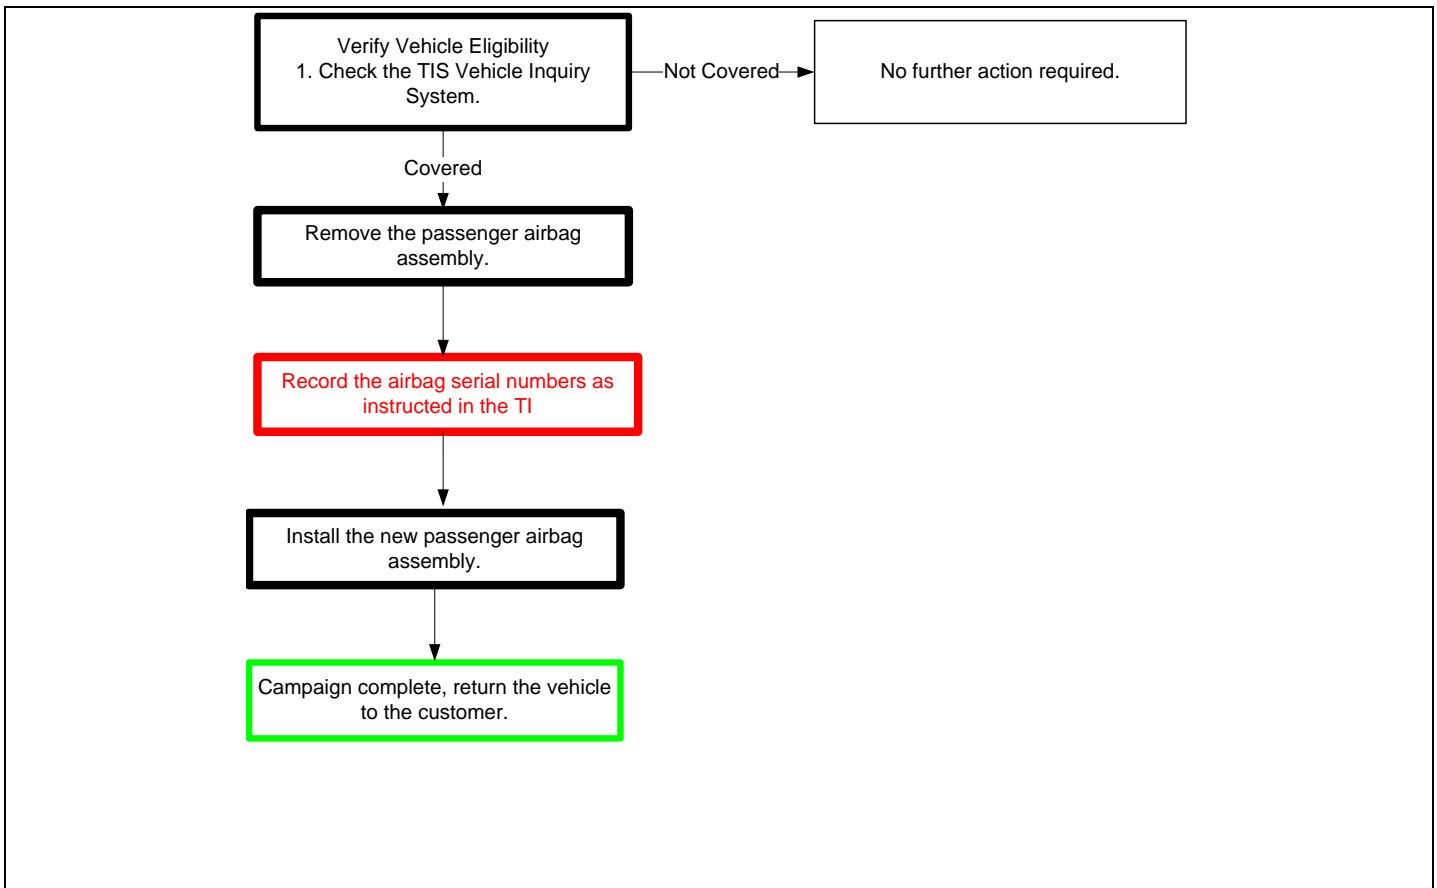 Verify Vehicle Eligibility
1. Check the TIS Vehicle Inquiry
System.
Not Covered
No further action required.
Covered
Remove the passenger airbag
assembly.
Record the airbag serial numbers as
instructed in the TI
Install the new passenger airbag
assembly.
Campaign complete, return the vehicle
to the customer.